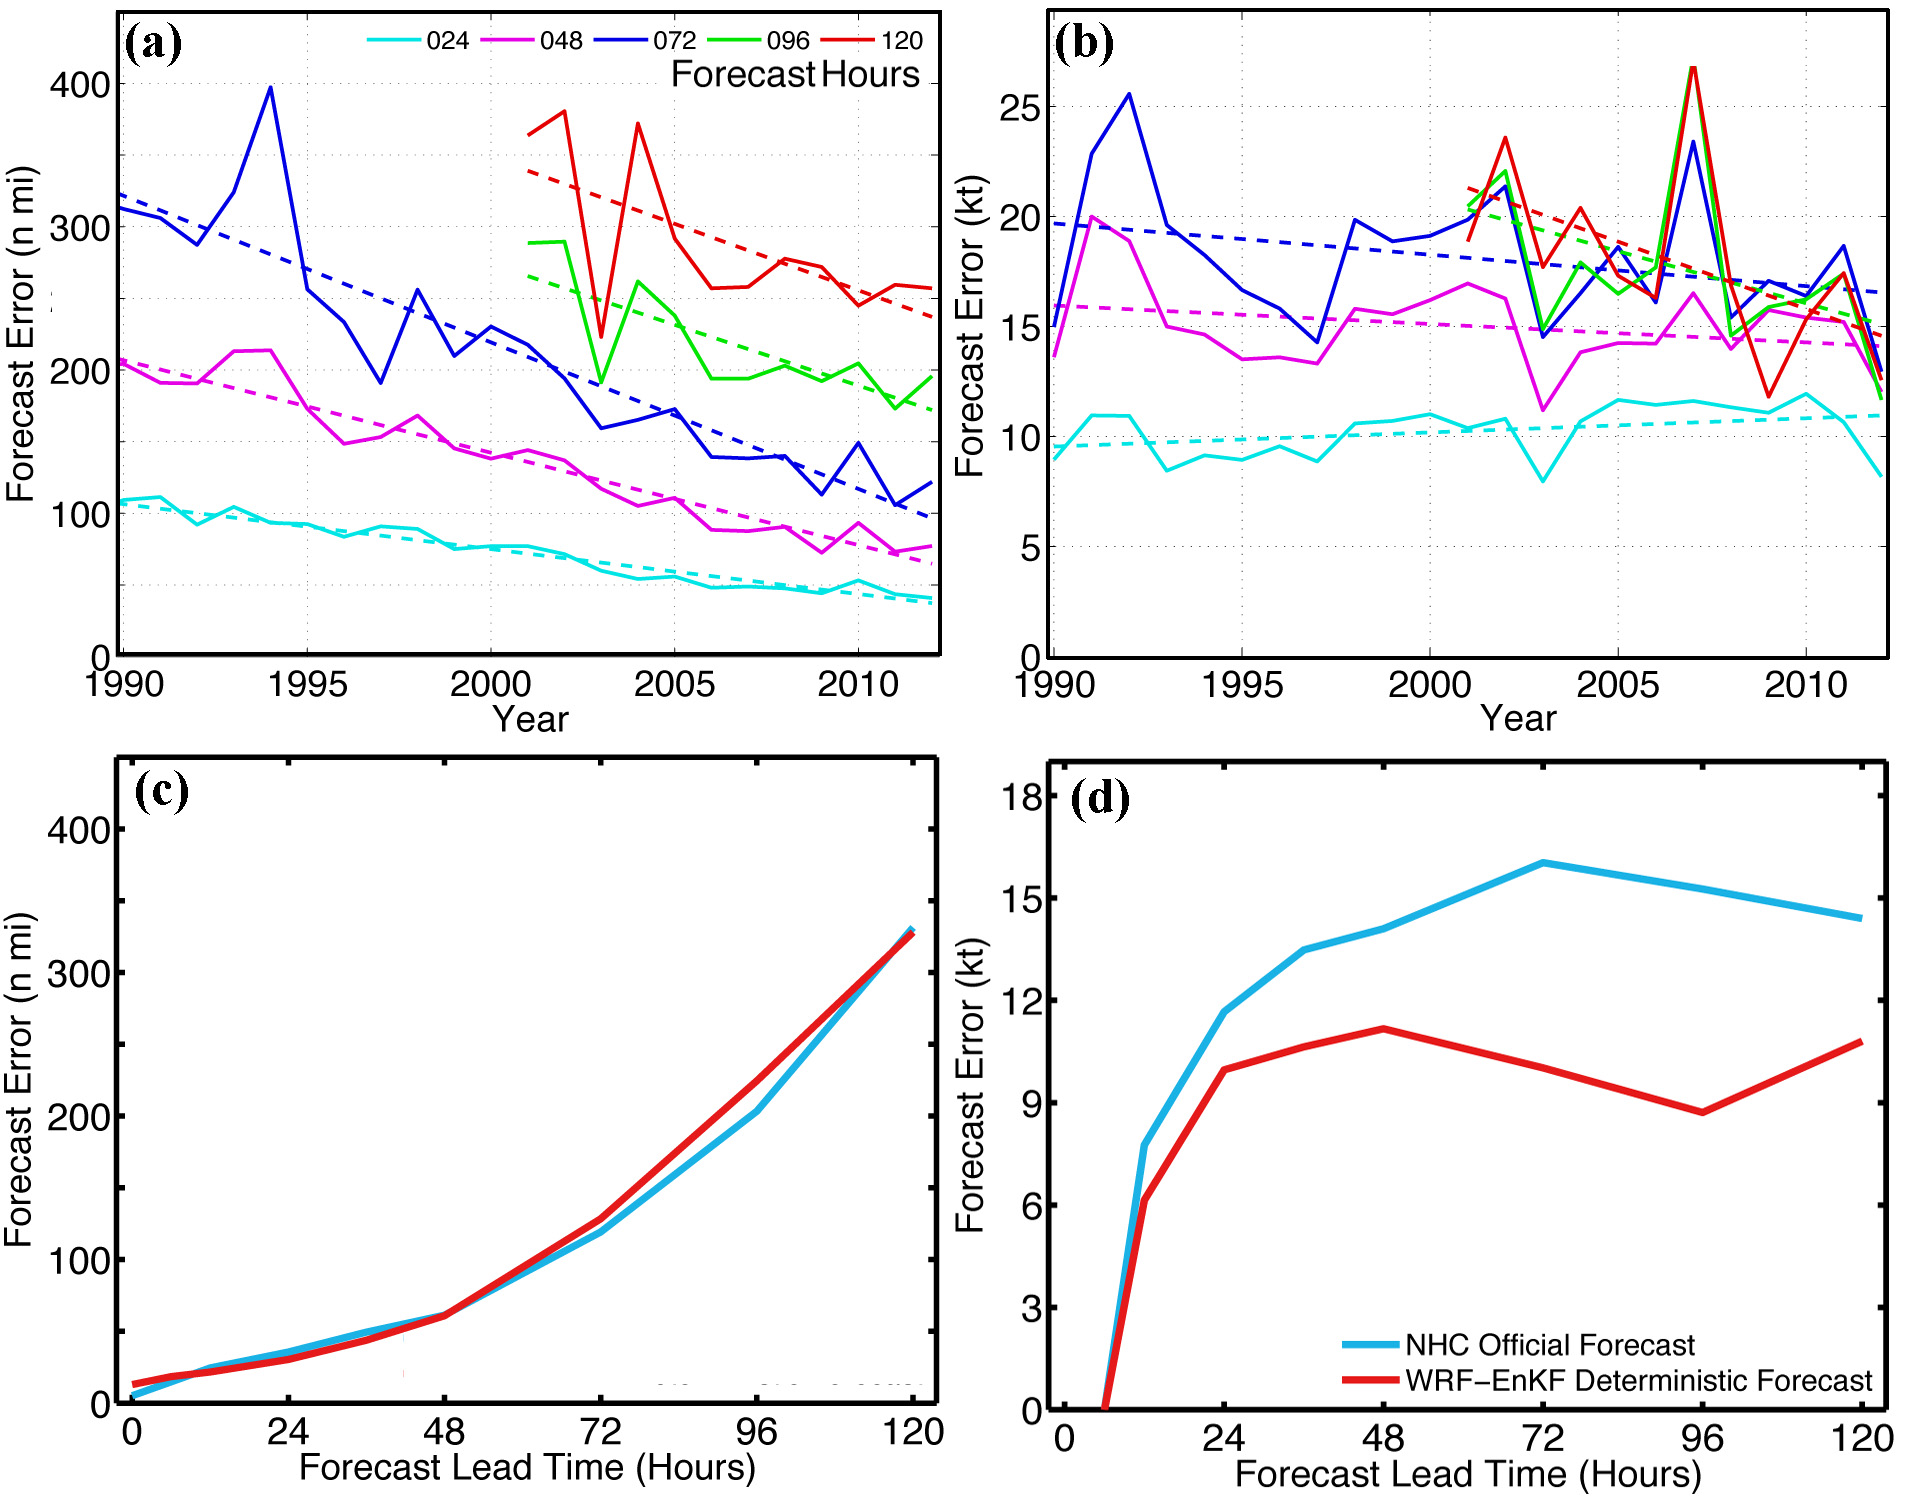 (a)
024 048 072 096 120
Forecast Hours
400
300
200
100
0
Forecast Error (n mi)
1990 1995 2000 2005 2010
Year
(b)
25
20
15
10
5
0
Forecast Error (kt)
1990 1995 2000 2005 2010
Year
(c)
400
300
200
100
0
Forecast Error (n mi)
0 24 48 72 96 120
Forecast Lead Time (Hours)
(d)
18
15
12
9
6
3
0
Forecast Error (kt)
NHC Official Forecast
WRF-EnKF Deterministic Forecast
0 24 48 72 96 120
Forecast Lead Time (Hours)